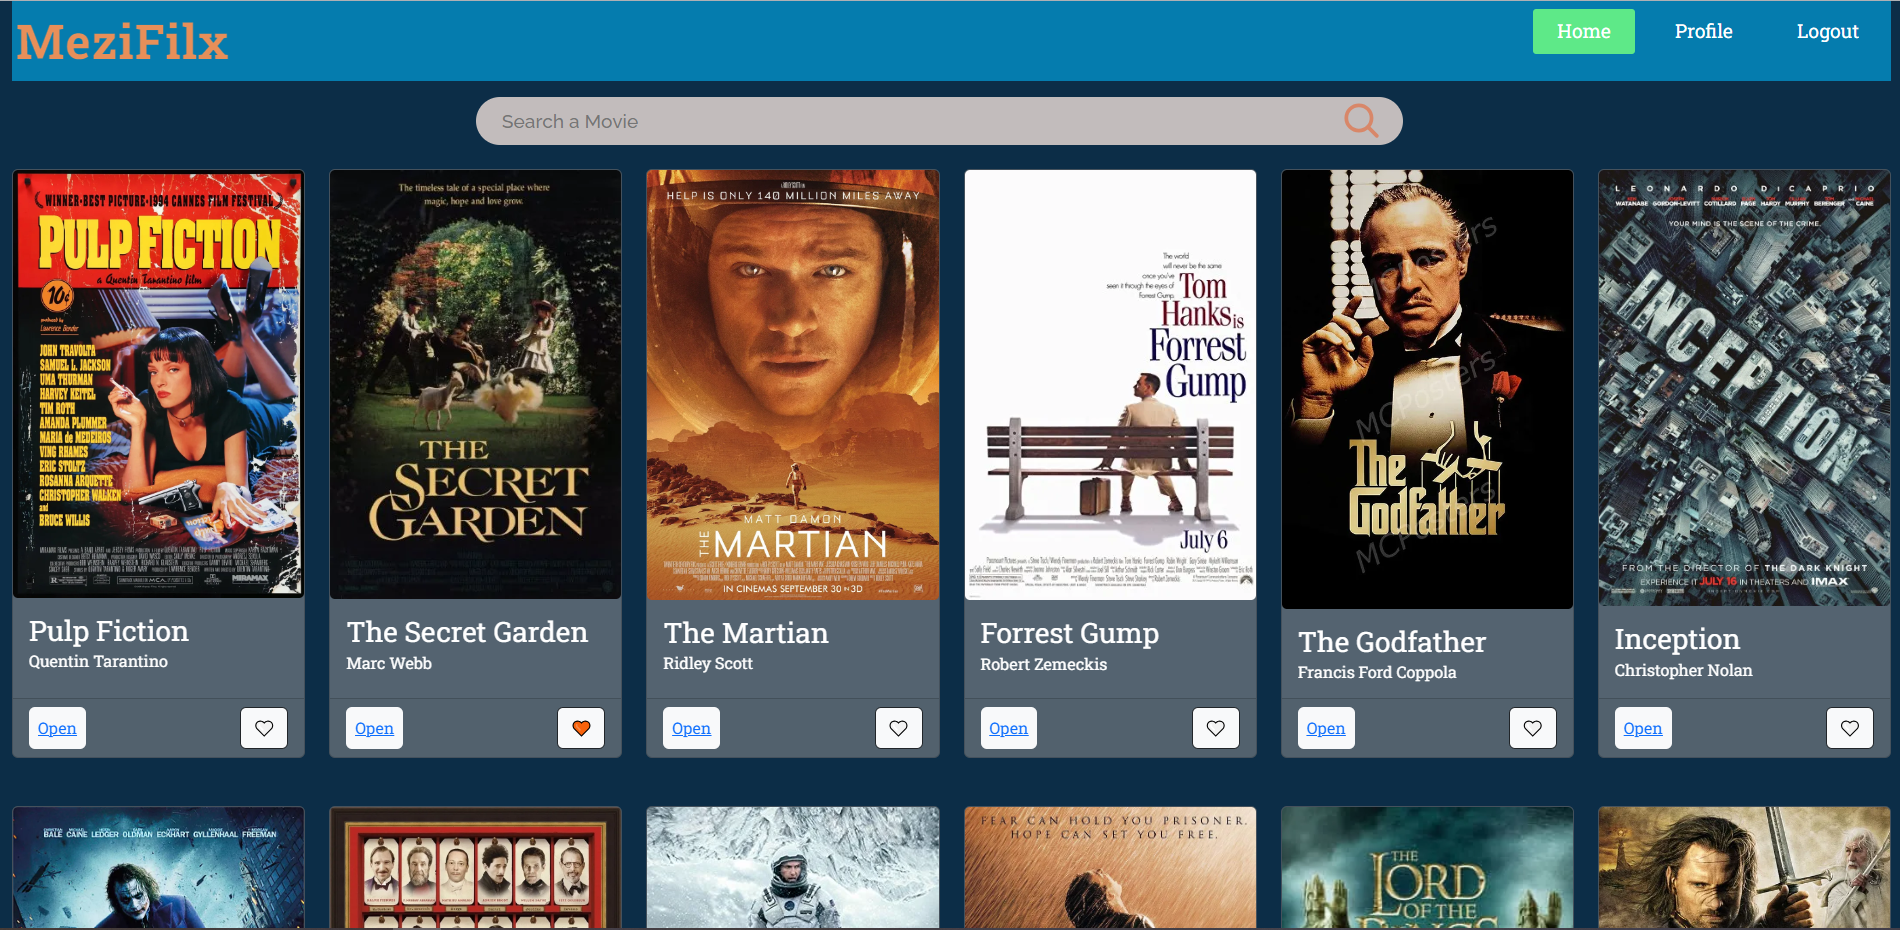 MeziFilx
Home
Profile
Logout
Search a Movie
WINNER-BEST PICTURE-1994 CANNES FILM FESTIVAL
PULP FICTION
a Quentin Tarantino film
10¢
produced by
Lawrence Bender
JOHN TRAVOLTA
SAMUEL L. JACKSON
UMA THURMAN
HARVEY KEITEL
TIM ROTH
AMANDA PLUMMER
MARIA de MEDEIROS
VING RHAMES
ERIC STOLTZ
ROSANNA ARQUETTE
CHRISTOPHER WALKEN
and
BRUCE WILLIS
MIRAMAX
The timeless tale of a special place where
magic, hope and love grow.
THE
SECRET
GARDEN
HELP IS ONLY 140 MILLION MILES AWAY
MATT DAMON
THE MARTIAN
IN CINEMAS SEPTEMBER 30 IN 3D
The world
will never be the same
once you've
seen it through the eyes of
Forrest Gump.
Tom
Hanks is
Forrest
Gump
July 6
MCPosters
MCPosters
The
Godfather
LEONARDO DiCAPRIO
WATANABE GORDON-LEVITT COTILLARD PAGE HARDY MURPHY BERENGER CAINE
YOUR MIND IS THE SCENE OF THE CRIME.
INCEPTION
FROM THE DIRECTOR OF THE DARK KNIGHT
EXPERIENCE IT JULY 16 IN THEATERS AND IMAX
Pulp Fiction
Quentin Tarantino
Open
The Secret Garden
Marc Webb
Open
The Martian
Ridley Scott
Open
Forrest Gump
Robert Zemeckis
Open
The Godfather
Francis Ford Coppola
Open
Inception
Christopher Nolan
Open
BALE CAINE LEDGER OLDMAN ECKHART GYLLENHAAL FREEMAN
FEAR CAN HOLD YOU PRISONER.
HOPE CAN SET YOU FREE.
THE
LORD
OF THE
RINGS